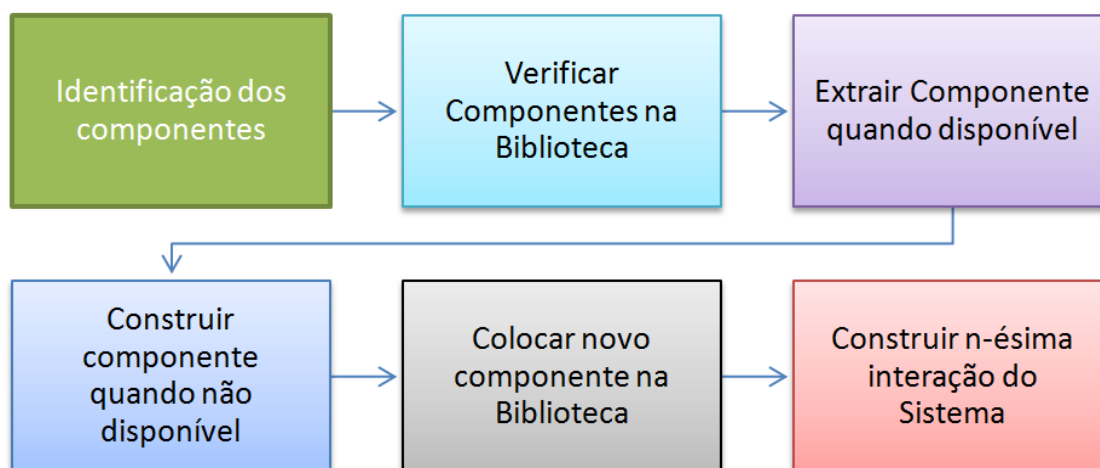 Identificação dos
componentes
Verificar
Componentes na
Biblioteca
Extrair Componente
quando disponível
Construir
componente
quando não
disponível
Colocar novo
componente na
Biblioteca
Construir n-ésima
interação do
Sistema